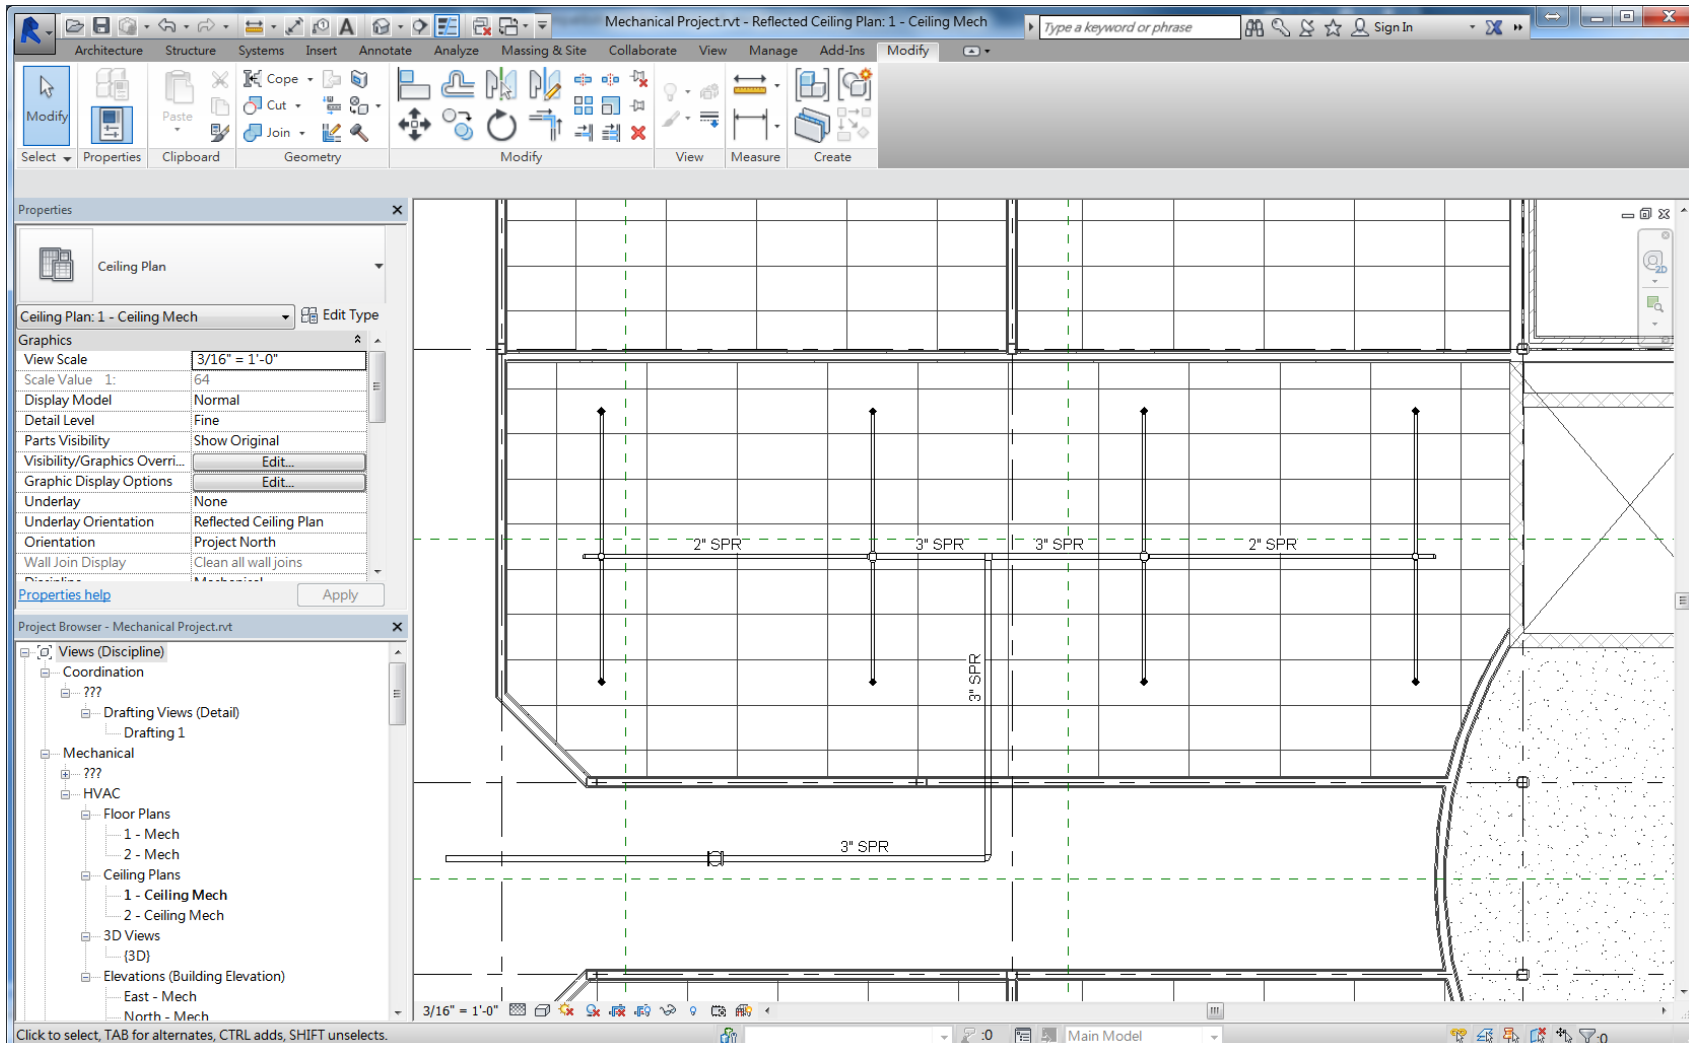 Mechanical Project.rvt - Reflected Ceiling Plan: 1 - Ceiling Mech
Type a keyword or phrase
Sign In
Architecture Structure Systems Insert Annotate Analyze Massing & Site Collaborate View Manage Add-Ins Modify
Modify
Paste
Cope
Cut
Join
Select Properties Clipboard Geometry Modify View Measure Create
Properties
Ceiling Plan
Ceiling Plan: 1 - Ceiling Mech
Edit Type
Graphics
View Scale 3/16" = 1'-0"
Scale Value 1: 64
Display Model Normal
Detail Level Fine
Parts Visibility Show Original
Visibility/Graphics Overri... Edit...
Graphic Display Options Edit...
Underlay None
Underlay Orientation Reflected Ceiling Plan
Orientation Project North
Wall Join Display Clean all wall joins
Discipline Mechanical
Properties help
Apply
Project Browser - Mechanical Project.rvt
Views (Discipline)
Coordination
???
Drafting Views (Detail)
Drafting 1
Mechanical
???
HVAC
Floor Plans
1 - Mech
2 - Mech
Ceiling Plans
1 - Ceiling Mech
2 - Ceiling Mech
3D Views
{3D}
Elevations (Building Elevation)
East - Mech
North - Mech
2D
2" SPR
3" SPR
3" SPR
2" SPR
3" SPR
3" SPR
3/16" = 1'-0"
Click to select, TAB for alternates, CTRL adds, SHIFT unselects.
:0
Main Model
:0